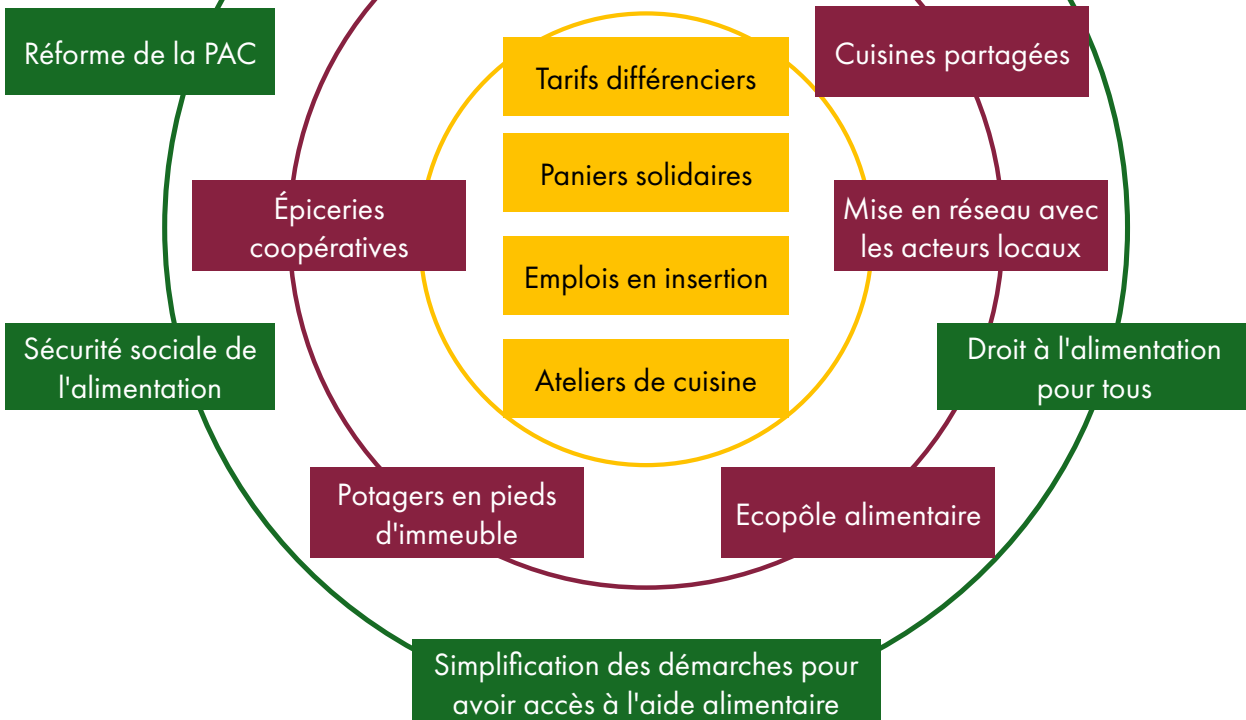 Réforme de la PAC
Tarifs différenciers
Cuisines partagées
Paniers solidaires
Épiceries
coopératives
Mise en réseau avec
les acteurs locaux
Emplois en insertion
Sécurité sociale de
l'alimentation
Ateliers de cuisine
Droit à l'alimentation
pour tous
Potagers en pieds
d'immeuble
Ecopôle alimentaire
Simplification des démarches pour
avoir accès à l'aide alimentaire